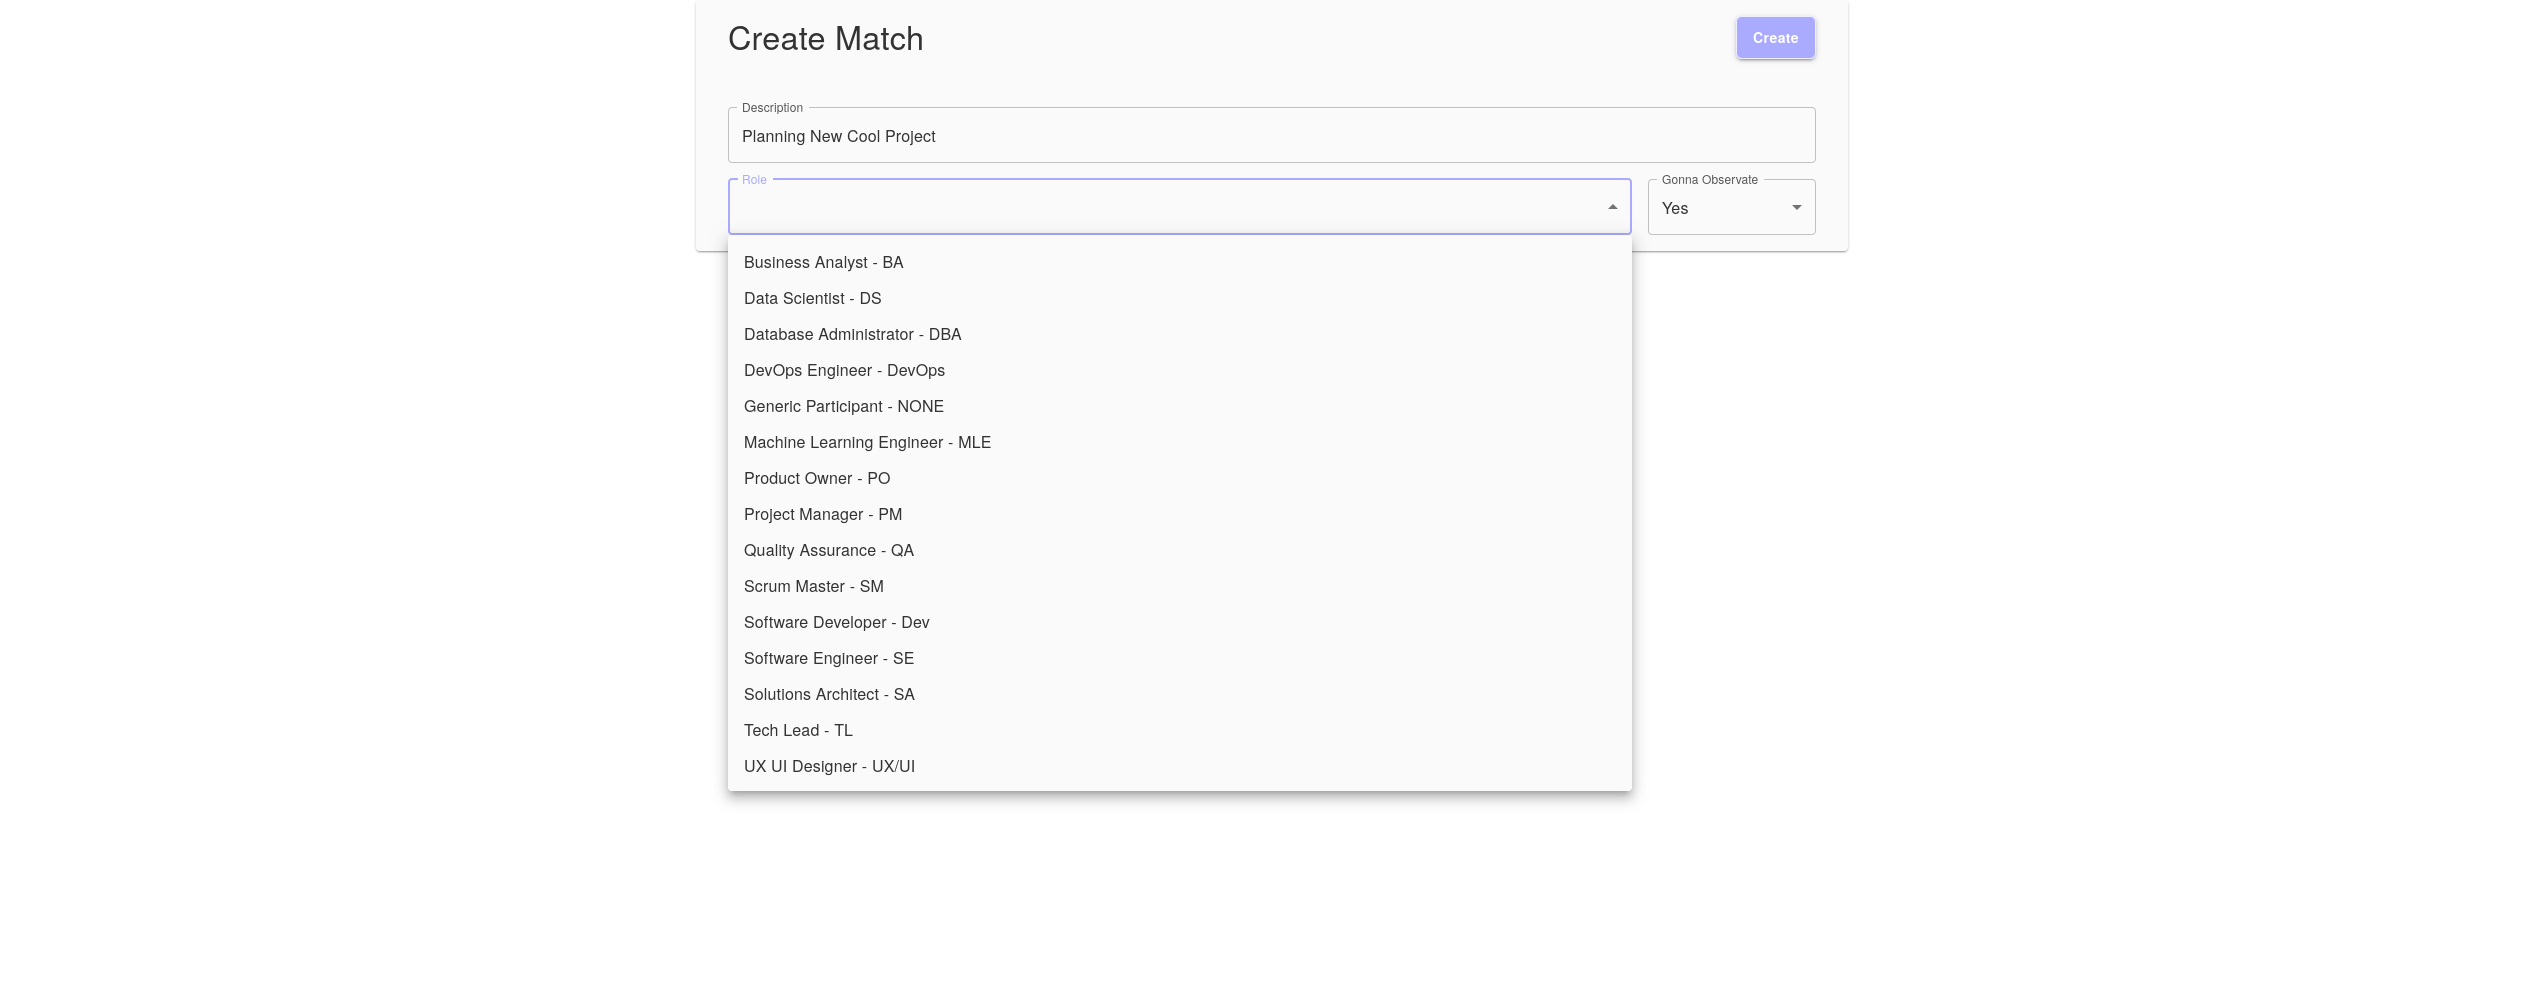 Create Match
Create
Description
Planning New Cool Project
Role
Gonna Observate
Yes
Business Analyst - BA
Data Scientist - DS
Database Administrator - DBA
DevOps Engineer - DevOps
Generic Participant - NONE
Machine Learning Engineer - MLE
Product Owner - PO
Project Manager - PM
Quality Assurance - QA
Scrum Master - SM
Software Developer - Dev
Software Engineer - SE
Solutions Architect - SA
Tech Lead - TL
UX UI Designer - UX/UI